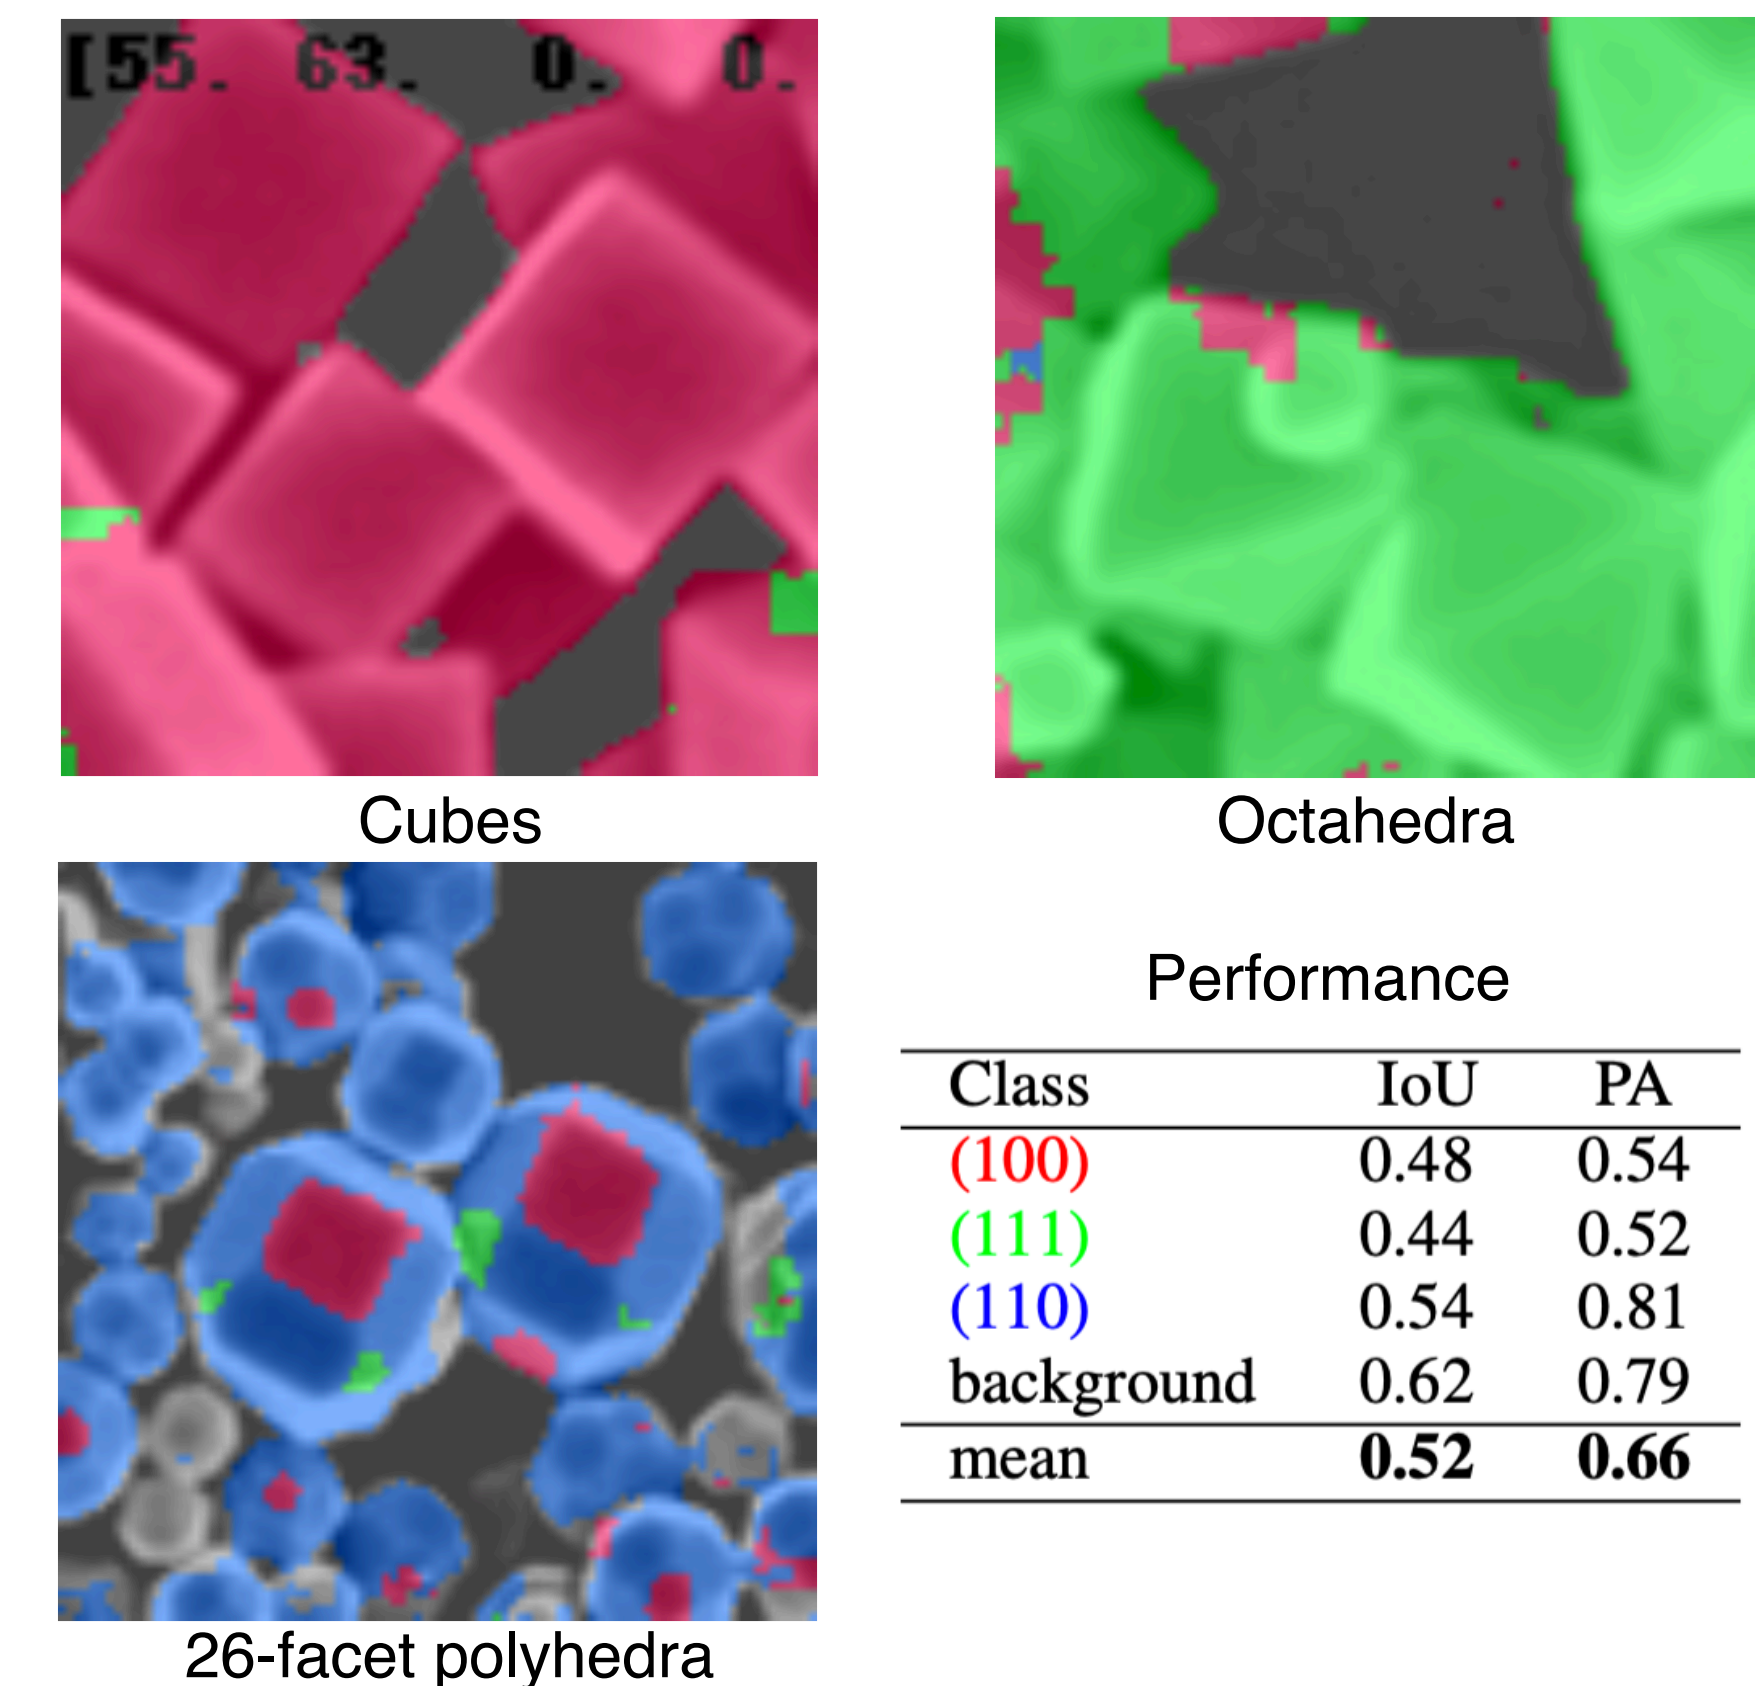 [55. 63. 0. 0.
Cubes
Octahedra
26-facet polyhedra
Performance
Class IoU PA
(100) 0.48 0.54
(111) 0.44 0.52
(110) 0.54 0.81
background 0.62 0.79
mean 0.52 0.66